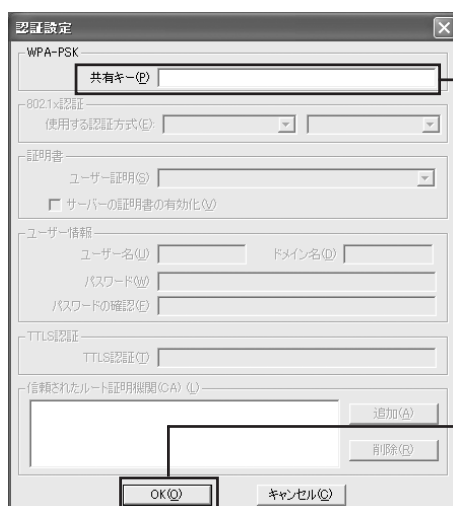 認証設定
WPA-PSK
共有キー(P)
802.1x認証
使用する認証方式(E)
証明書
ユーザー証明(S)
サーバーの証明書の有効化(V)
ユーザー情報
ユーザー名(U)
ドメイン名(D)
パスワード(W)
パスワードの確認(F)
TTLS認証
TTLS認証(T)
信頼されたルート証明機関(CA) (L)
追加(A)
削除(R)
OK(O)
キャンセル(C)